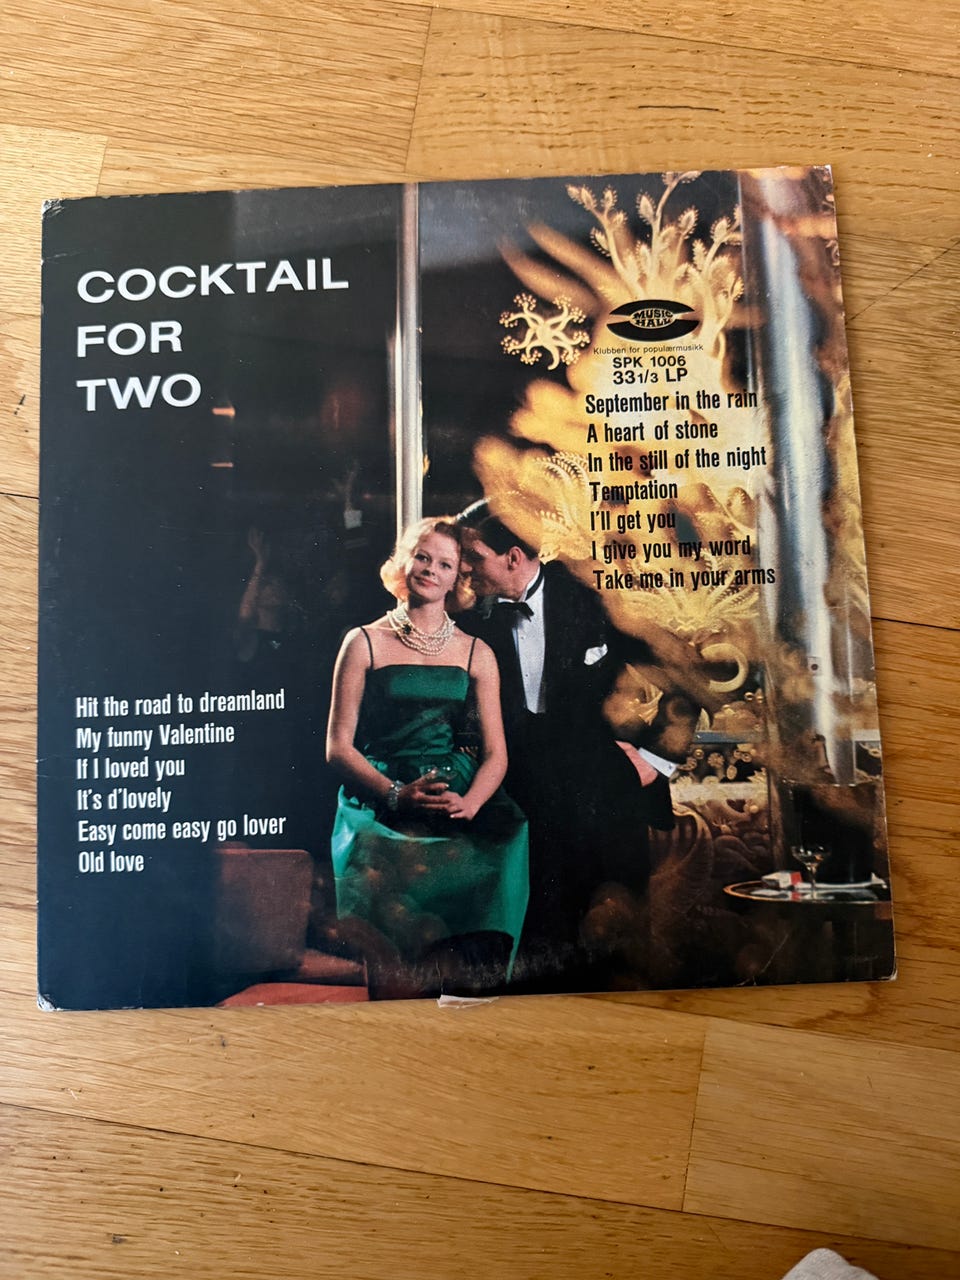 COCKTAIL
FOR
TWO
MUSIC
HALL
Klubben for populærmusikk
SPK 1006
33 1/3 LP
September in the rain
A heart of stone
In the still of the night
Temptation
I'll get you
I give you my word
Take me in your arms
Hit the road to dreamland
My funny Valentine
If I loved you
It's d'lovely
Easy come easy go lover
Old love